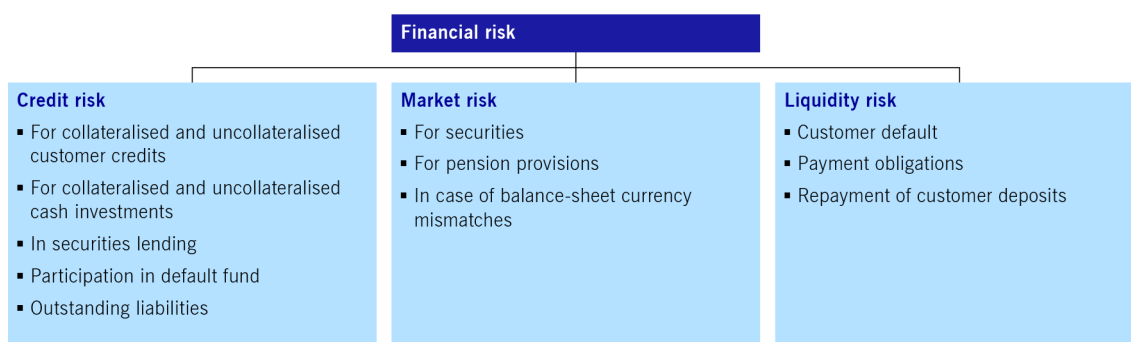 Financial risk
Credit risk
▪ For collateralised and uncollateralised
customer credits
▪ For collateralised and uncollateralised
cash investments
▪ In securities lending
▪ Participation in default fund
▪ Outstanding liabilities
Market risk
▪ For securities
▪ For pension provisions
▪ In case of balance-sheet currency
mismatches
Liquidity risk
▪ Customer default
▪ Payment obligations
▪ Repayment of customer deposits